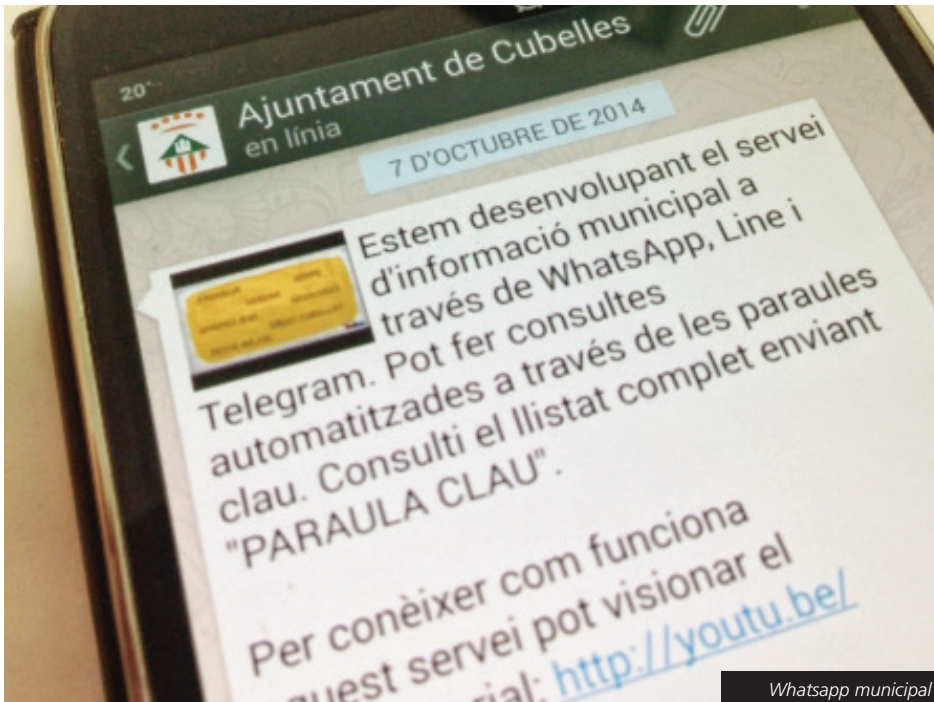 20
Ajuntament de Cubelles
en línia
7 D'OCTUBRE DE 2014
Estem desenvolupant el servei
d'informació municipal a
través de WhatsApp, Line i
Telegram. Pot fer consultes
automatitzades a través de les paraules
clau. Consulti el llistat complet enviant
"PARAULA CLAU".
Per conèixer com funciona
quest servei pot visionar el
rial: http://youtu.be/
Whatsapp municipal